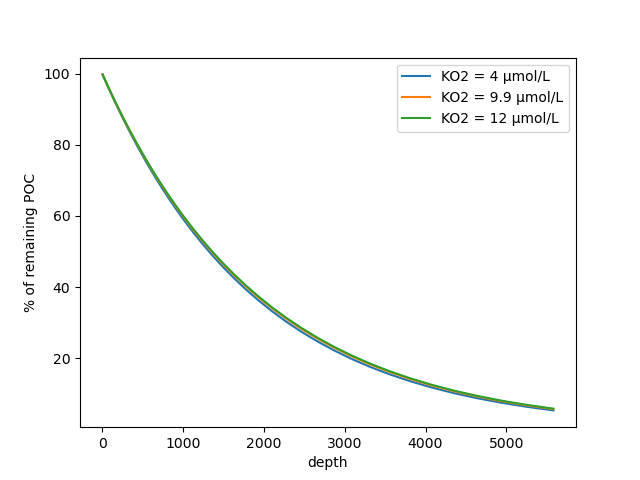 KO2 = 4 μmol/L
KO2 = 9.9 μmol/L
KO2 = 12 μmol/L
% of remaining POC
100
80
60
40
20
0 1000 2000 3000 4000 5000
depth